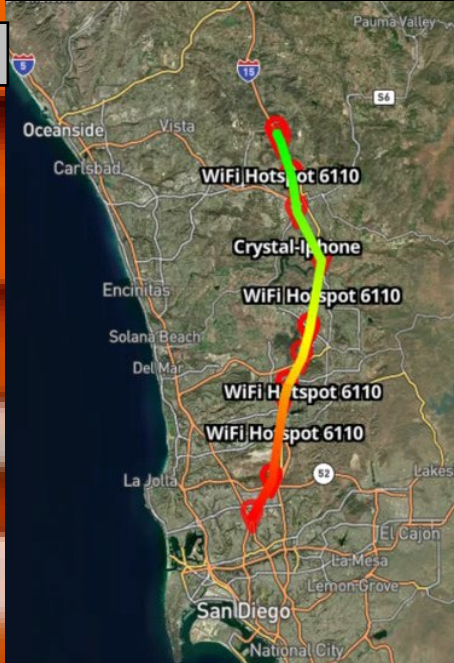 Pauma Valley
5
15
S6
Oceanside
Vista
Carlsbad
WiFi Hotspot 6110
Crystal-Iphone
Encinitas
WiFi Hotspot 6110
Solana Beach
Del Mar
WiFi Hotspot 6110
WiFi Hotspot 6110
La Jolla
52
Lakes
El Cajon
La Mesa
Lemon Grove
San Diego
National City